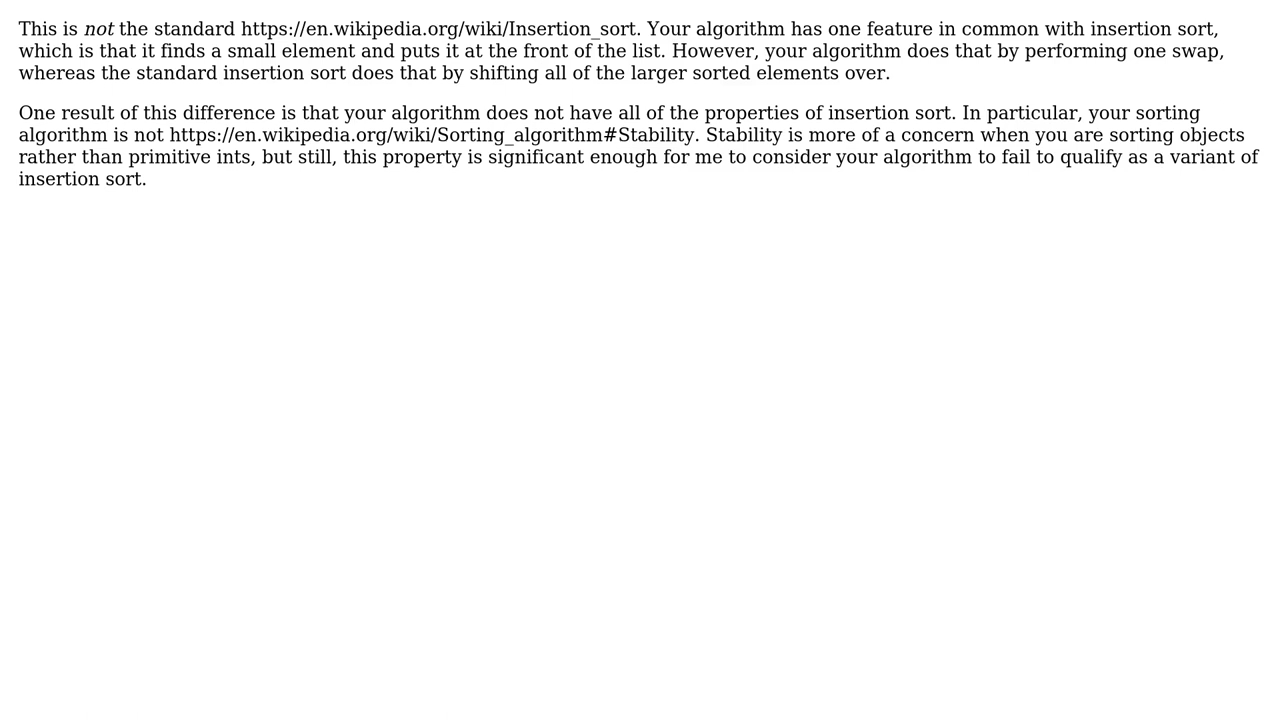 This is not the standard https://en.wikipedia.org/wiki/Insertion_sort. Your algorithm has one feature in common with insertion sort,
which is that it finds a small element and puts it at the front of the list. However, your algorithm does that by performing one swap,
whereas the standard insertion sort does that by shifting all of the larger sorted elements over.
One result of this difference is that your algorithm does not have all of the properties of insertion sort. In particular, your sorting
algorithm is not https://en.wikipedia.org/wiki/Sorting_algorithm#Stability. Stability is more of a concern when you are sorting objects
rather than primitive ints, but still, this property is significant enough for me to consider your algorithm to fail to qualify as a variant of
insertion sort.